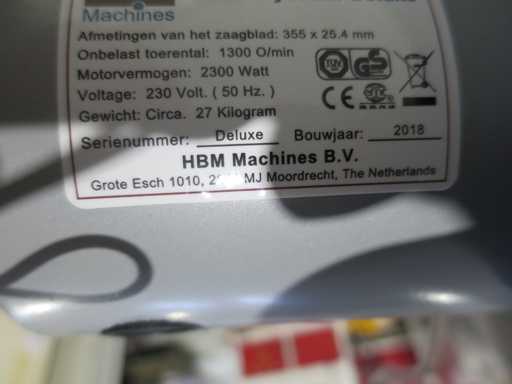 Machines
Afmetingen van het zaagblad: 355 x 25.4 mm
Onbelast toerental: 1300 O/min
Motorvermogen: 2300 Watt
Voltage: 230 Volt. ( 50 Hz. )
Gewicht: Circa. 27 Kilogram
Serienummer: Deluxe Bouwjaar: 2018
HBM Machines B.V.
Grote Esch 1010, MJ Moordrecht, The Netherlands
TÜV GS
CE